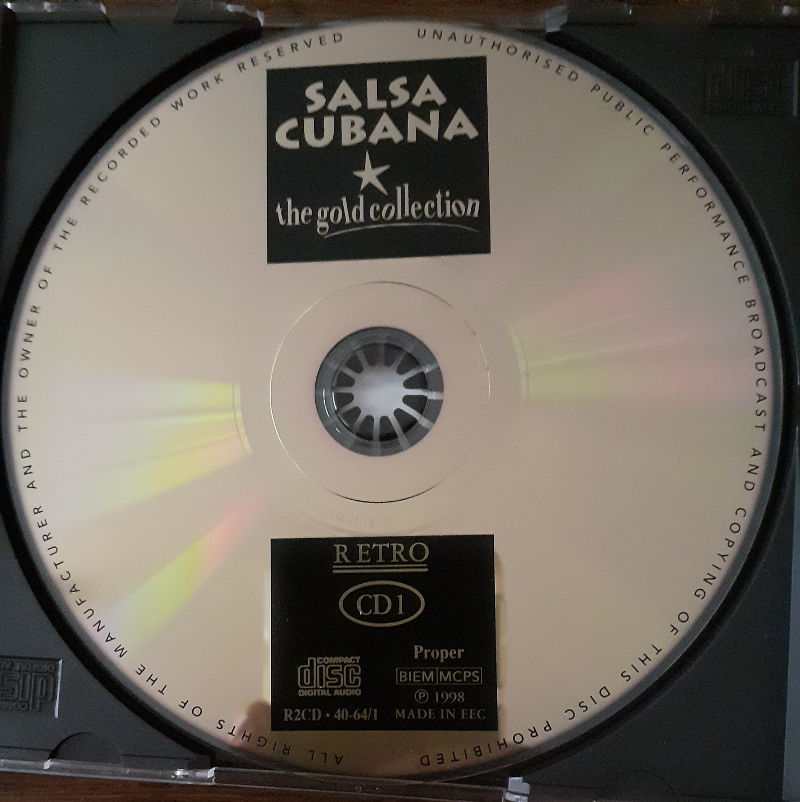 SALSA
CUBANA
the gold collection
RETRO
CD1
COMPACT
disc
DIGITAL AUDIO
Proper
BIEM MCPS
℗ 1998
R2CD • 40-64/1
MADE IN EEC
ALL RIGHTS OF THE MANUFACTURER AND THE OWNER OF THE RECORDED WORK RESERVED
UNAUTHORISED PUBLIC PERFORMANCE BROADCAST AND COPYING OF THIS DISC PROHIBITED